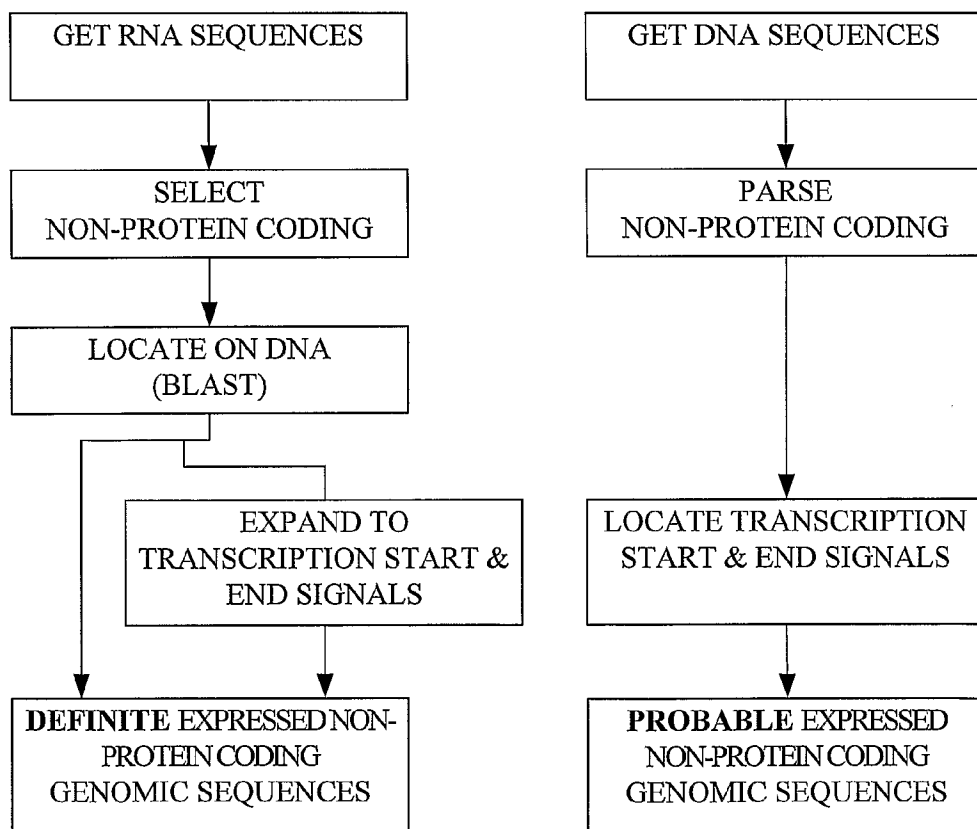 GET RNA SEQUENCES
SELECT
NON-PROTEIN CODING
LOCATE ON DNA
(BLAST)
EXPAND TO
TRANSCRIPTION START &
END SIGNALS
DEFINITE EXPRESSED NON-
PROTEIN CODING
GENOMIC SEQUENCES
GET DNA SEQUENCES
PARSE
NON-PROTEIN CODING
LOCATE TRANSCRIPTION
START & END SIGNALS
PROBABLE EXPRESSED
NON-PROTEIN CODING
GENOMIC SEQUENCES